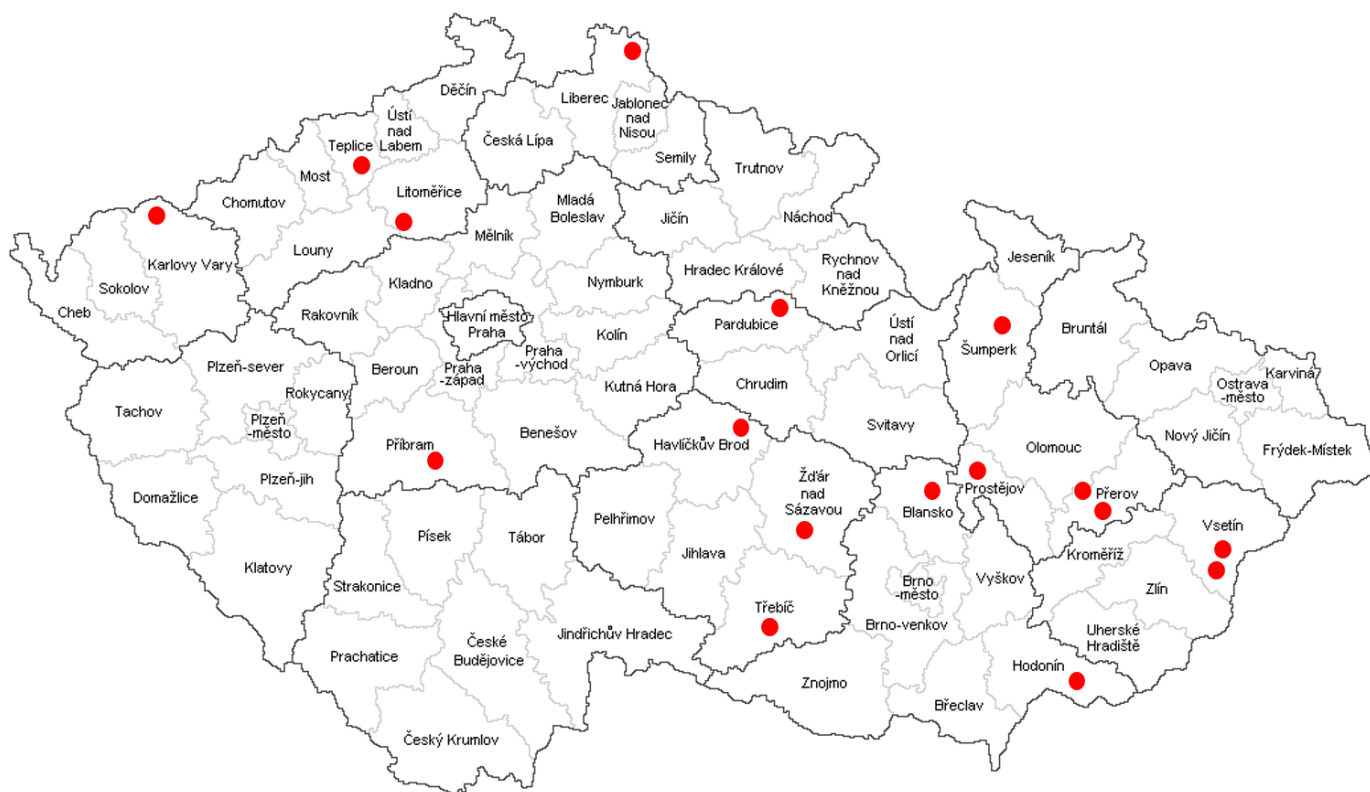 Děčín
Liberec
Jablonec
nad
Nisou
Ústí
nad
Labem
Česká Lípa
Teplice
Semily
Trutnov
Most
Chomutov
Litoměřice
Mladá
Boleslav
Jičín
Náchod
Louny
Mělník
Karlovy Vary
Sokolov
Cheb
Kladno
Rakovník
Nymburk
Hradec Králové
Rychnov
nad
Kněžnou
Jeseník
Hlavní město
Praha
Kolín
Pardubice
Ústí
nad
Orlicí
Šumperk
Bruntál
Opava
Karviná
Ostrava
-město
Plzeň-sever
Rokycany
Beroun
Praha
-západ
Praha
-východ
Kutná Hora
Chrudim
Tachov
Plzeň
-město
Příbram
Benešov
Havlíčkův Brod
Svitavy
Olomouc
Nový Jičín
Frýdek-Místek
Domažlice
Plzeň-jih
Žďár
nad
Sázavou
Blansko
Prostějov
Přerov
Vsetín
Pelhřimov
Písek
Tábor
Jihlava
Klatovy
Strakonice
Vyškov
Kroměříž
Zlín
Brno
-město
Třebíč
Brno-venkov
Uherské
Hradiště
Prachatice
České
Budějovice
Jindřichův Hradec
Hodonín
Znojmo
Břeclav
Český Krumlov